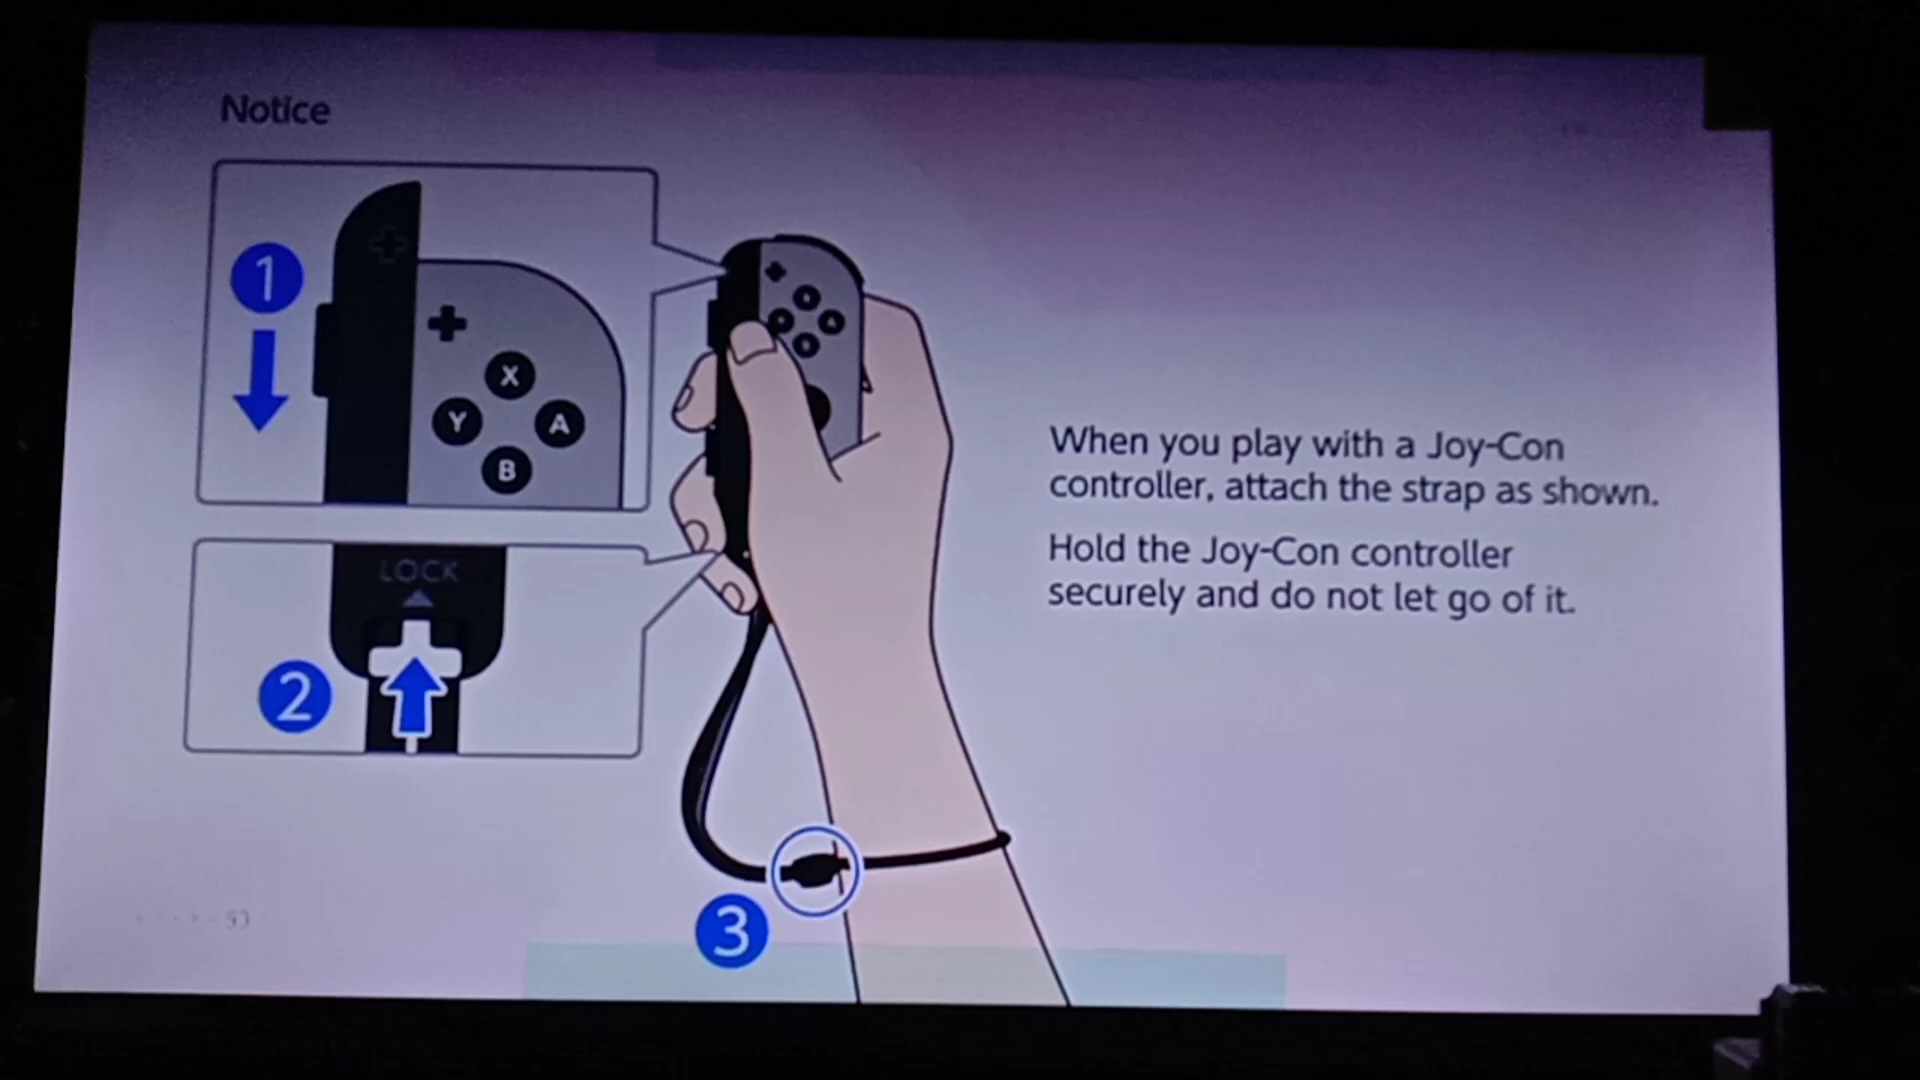 Notice
1
X
Y
A
B
LOCK
2
When you play with a Joy-Con
controller, attach the strap as shown.
Hold the Joy-Con controller
securely and do not let go of it.
3